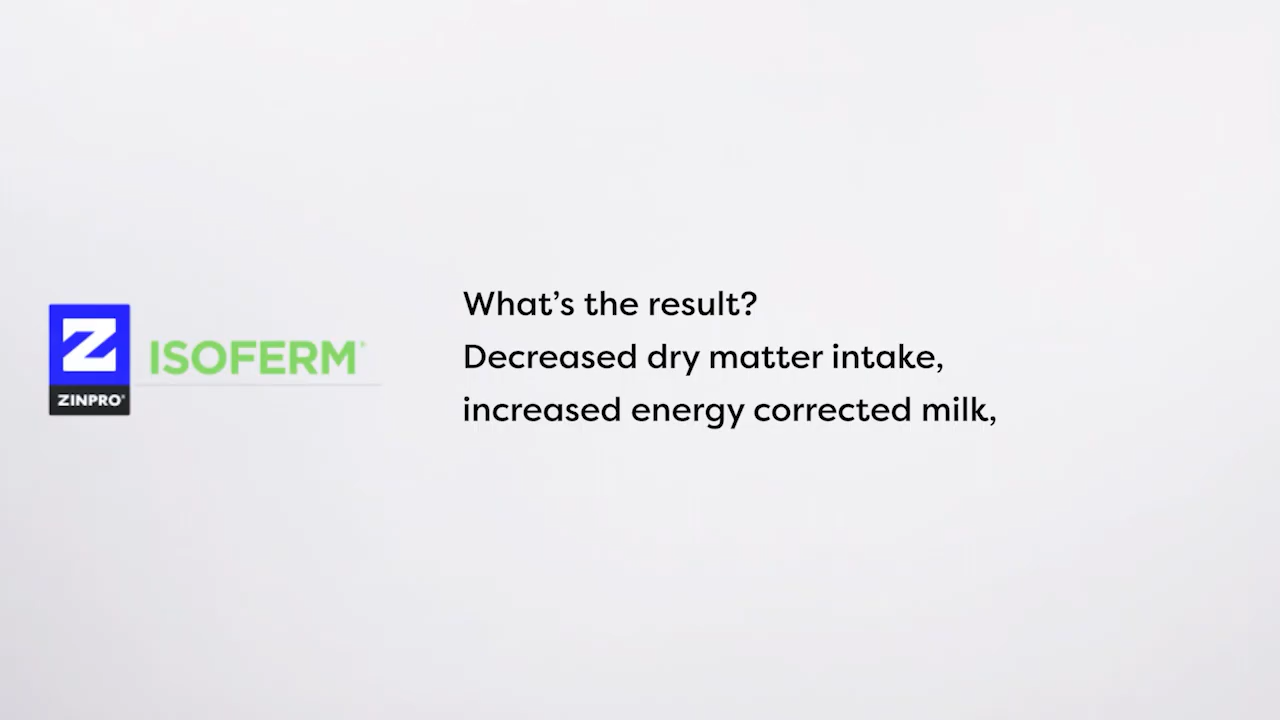 Z
ISOFERM®
ZINPRO®
What's the result?
Decreased dry matter intake,
increased energy corrected milk,